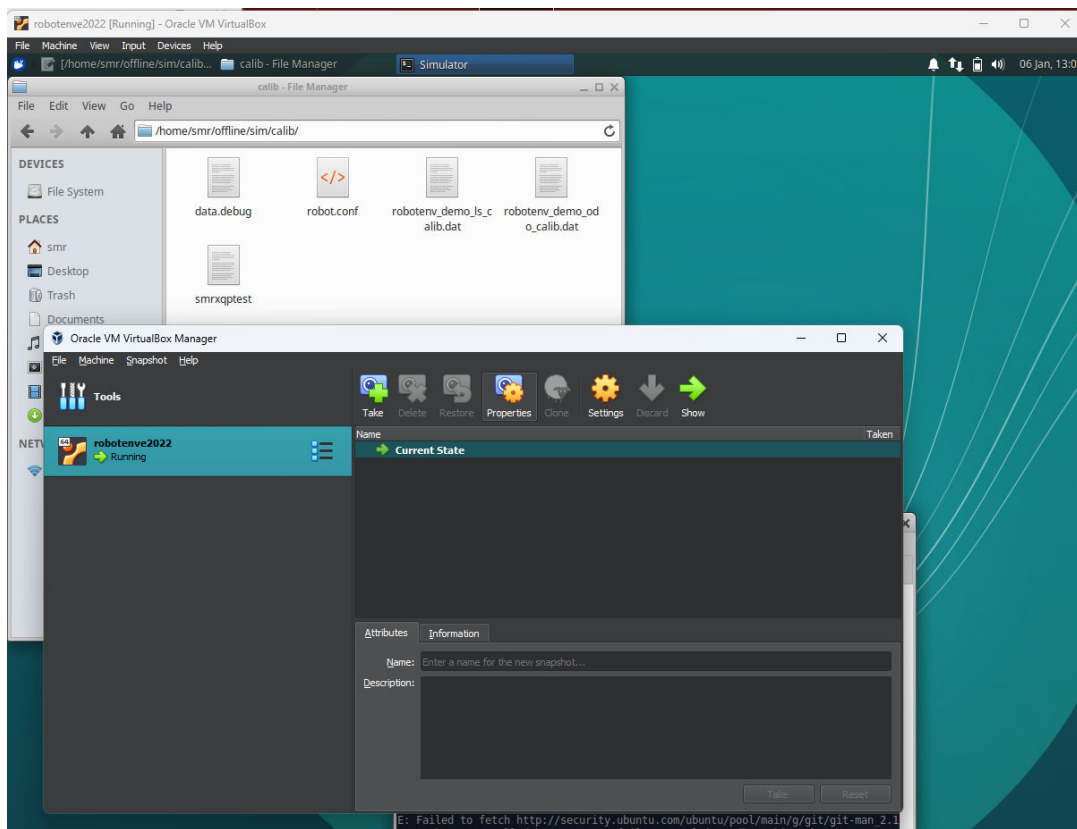 robotenve2022 [Running] - Oracle VM VirtualBox
File Machine View Input Devices Help
[/home/smr/offline/sim/calib... calib - File Manager Simulator 06 Jan, 13:0
calib - File Manager
File Edit View Go Help
/home/smr/offline/sim/calib/
DEVICES
File System
PLACES
smr
Desktop
Trash
Documents
NETW
data.debug robot.conf robotenv_demo_ls_c robotenv_demo_od
alib.dat o_calib.dat
smrxqptest
Oracle VM VirtualBox Manager
File Machine Snapshot Help
Tools
Take Delete Restore Properties Clone Settings Discard Show
64 robotenve2022
Running
Name Taken
Current State
Attributes Information
Name: Enter a name for the new snapshot...
Description:
Take Reset
E: Failed to fetch http://security.ubuntu.com/ubuntu/pool/main/g/git/git-man_2.1